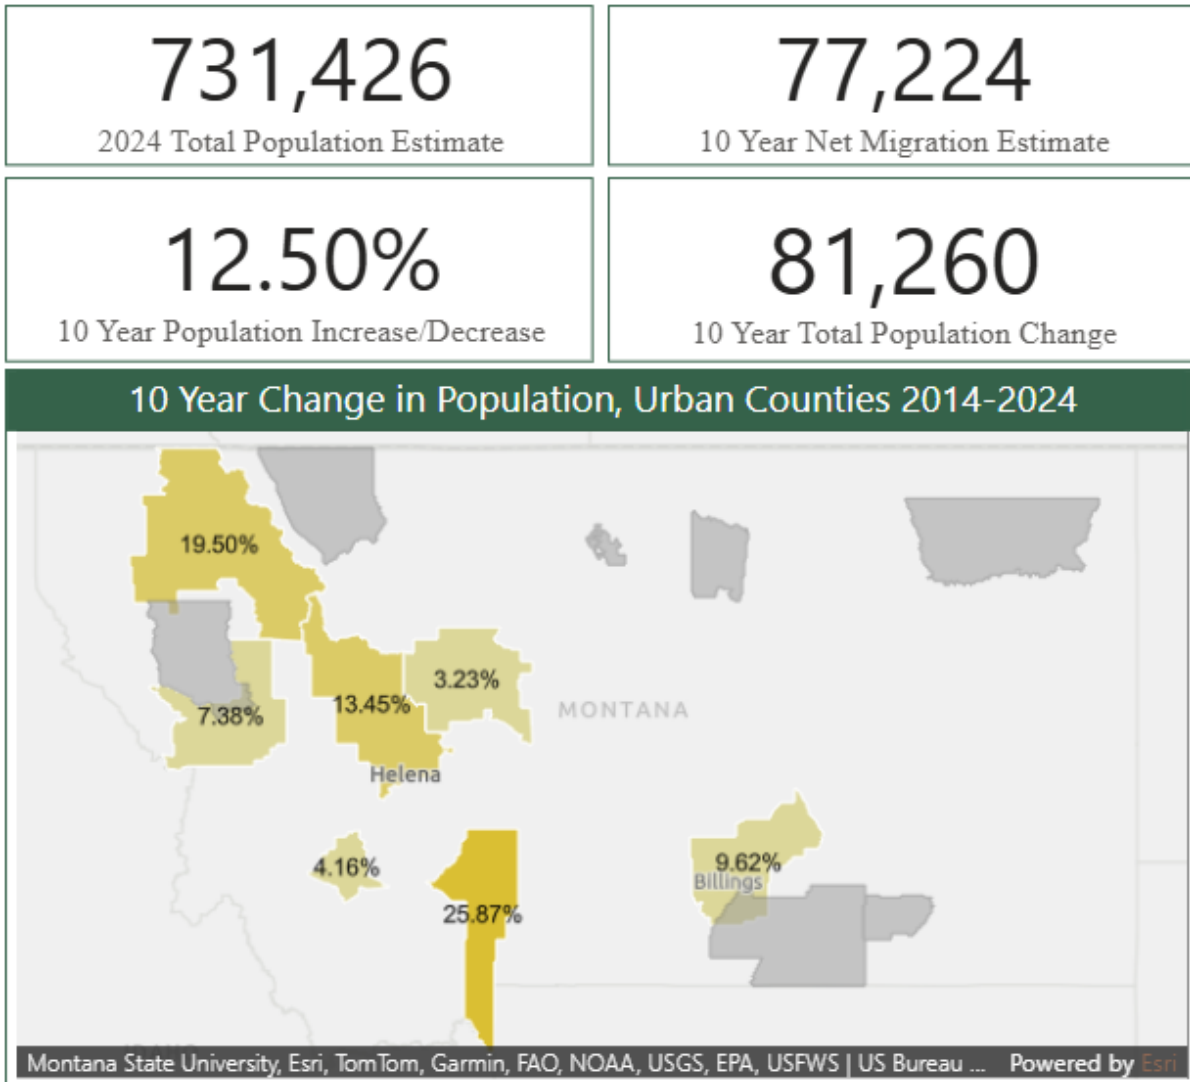 731,426
2024 Total Population Estimate
77,224
10 Year Net Migration Estimate
12.50%
10 Year Population Increase/Decrease
81,260
10 Year Total Population Change
10 Year Change in Population, Urban Counties 2014-2024
19.50%
3.23%
13.45%
7.38%
MONTANA
Helena
4.16%
9.62%
Billings
25.87%
Montana State University, Esri, TomTom, Garmin, FAO, NOAA, USGS, EPA, USFWS | US Bureau ... Powered by Esri